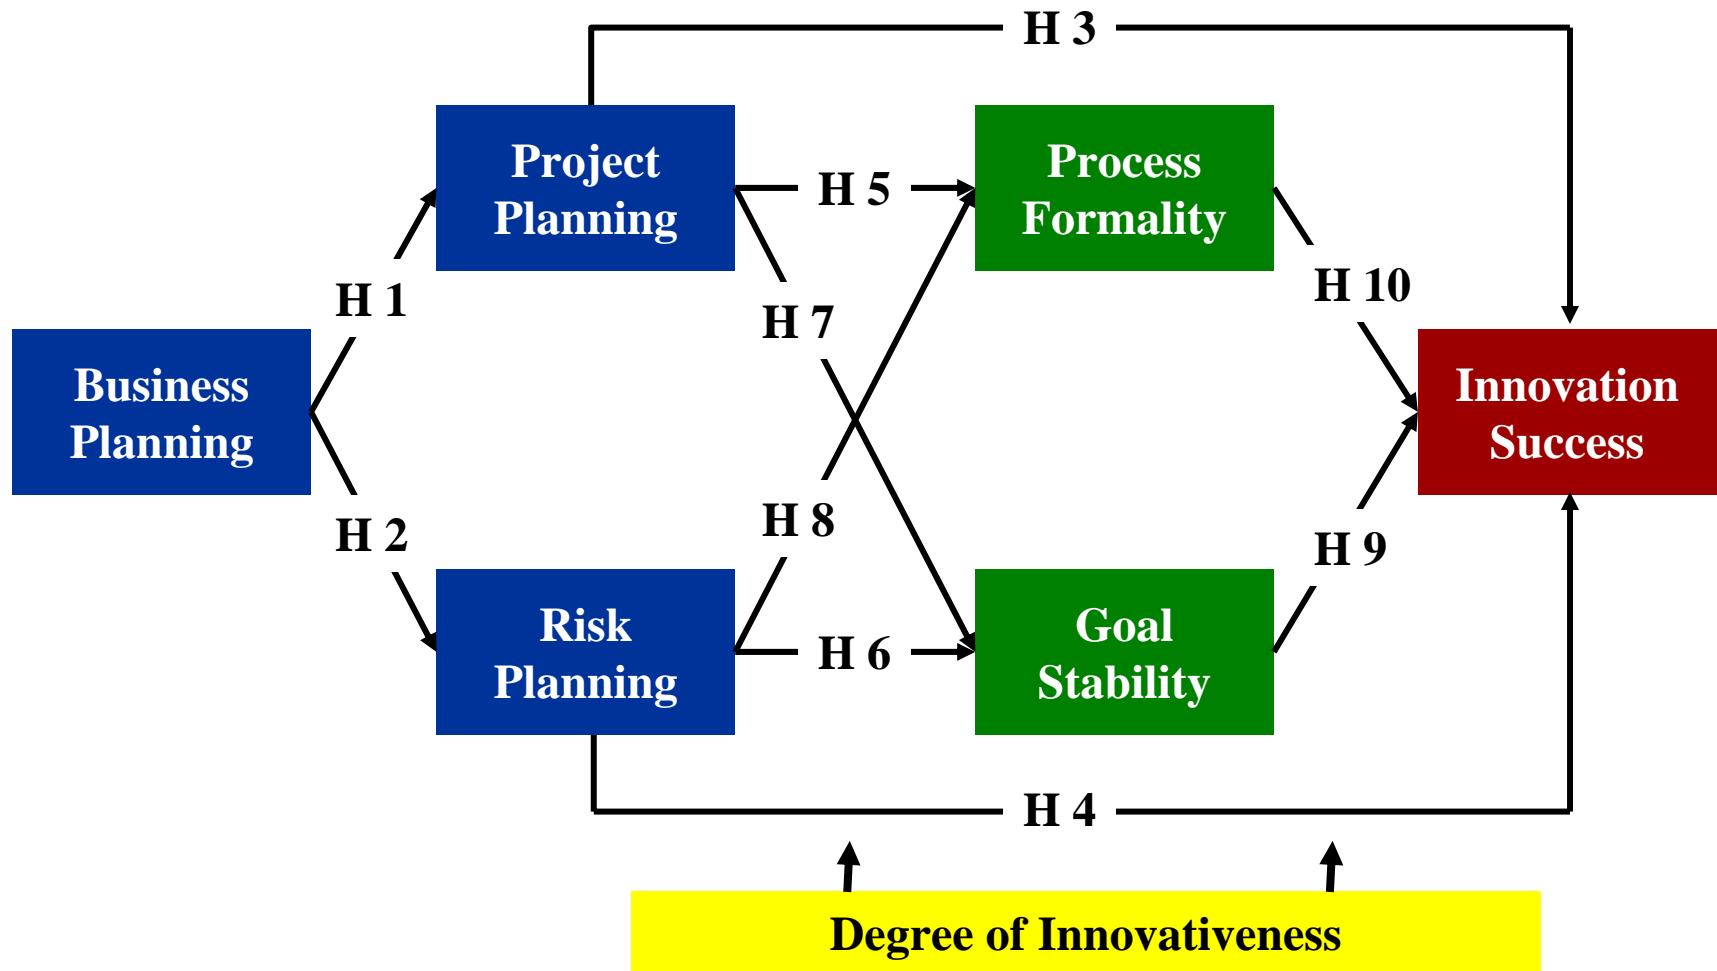 H 3
Project
Planning
H 5
Process
Formality
H 1
H 7
H 10
Business
Planning
Innovation
Success
H 2
H 8
H 9
Risk
Planning
H 6
Goal
Stability
H 4
Degree of Innovativeness